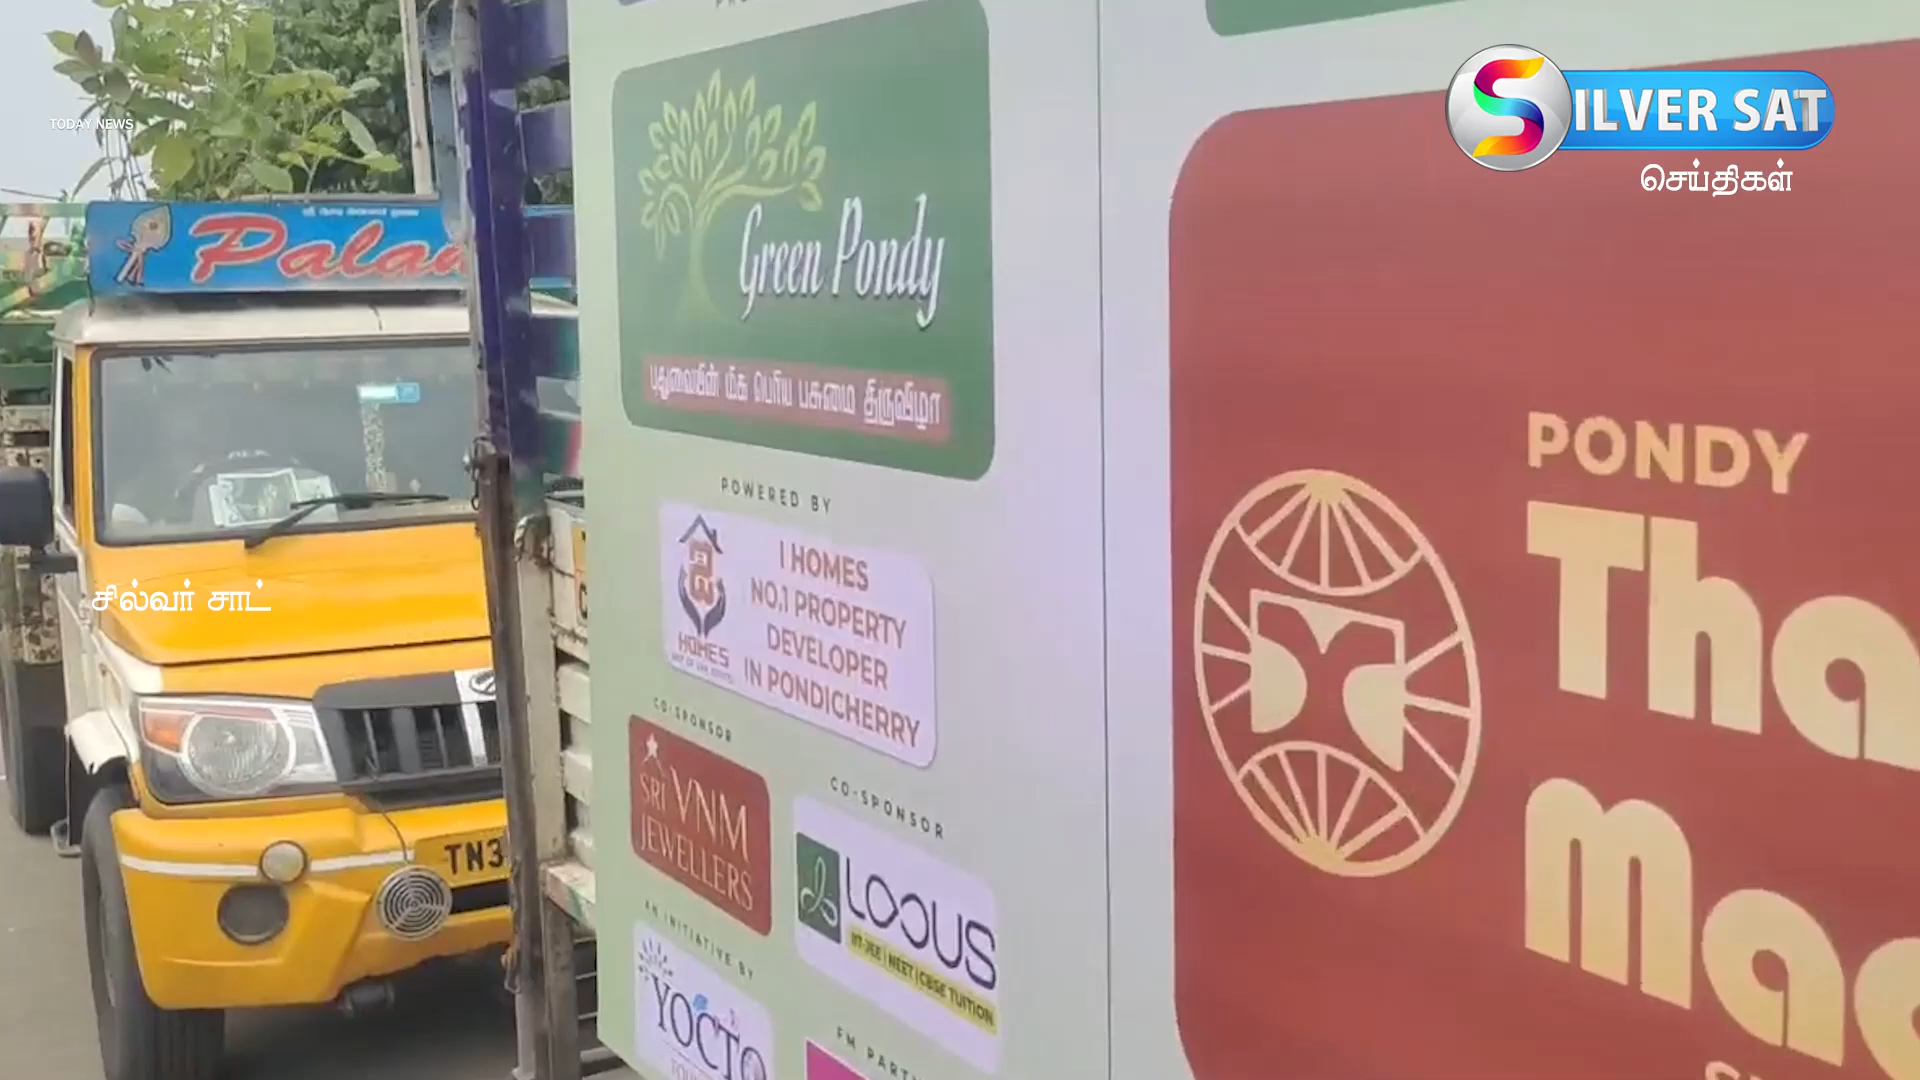 TODAY NEWS
SILVER SAT
செய்திகள்
சில்வர் சாட்
TN3
Green Pondy
புதுவையின் மிக பெரிய பசுமை திருவிழா
POWERED BY
I HOMES
NO.1 PROPERTY
DEVELOPER
IN PONDICHERRY
HOMES
CO-SPONSOR
SRI VNM
JEWELLERS
CO-SPONSOR
LOCUS
IIT-JEE | NEET | CBSE TUITION
AN INITIATIVE BY
YOCTO
FM PART
PONDY
Tha
Ma